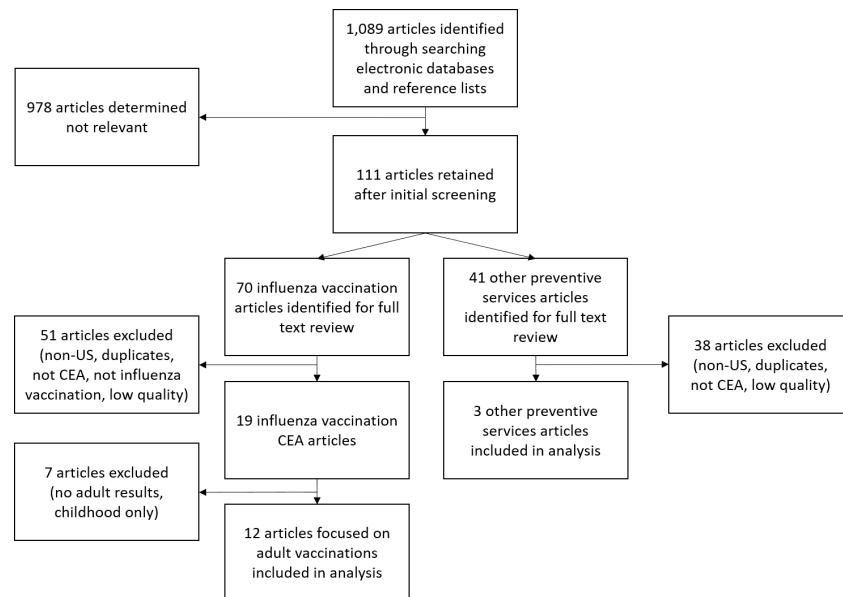 1,089 articles identified
through searching
electronic databases
and reference lists
978 articles determined
not relevant
111 articles retained
after initial screening
70 influenza vaccination
articles identified for full
text review
41 other preventive
services articles
identified for full text
review
51 articles excluded
(non-US, duplicates,
not CEA, not influenza
vaccination, low quality)
38 articles excluded
(non-US, duplicates,
not CEA, low quality)
19 influenza vaccination
CEA articles
3 other preventive
services articles
included in analysis
7 articles excluded
(no adult results,
childhood only)
12 articles focused on
adult vaccinations
included in analysis